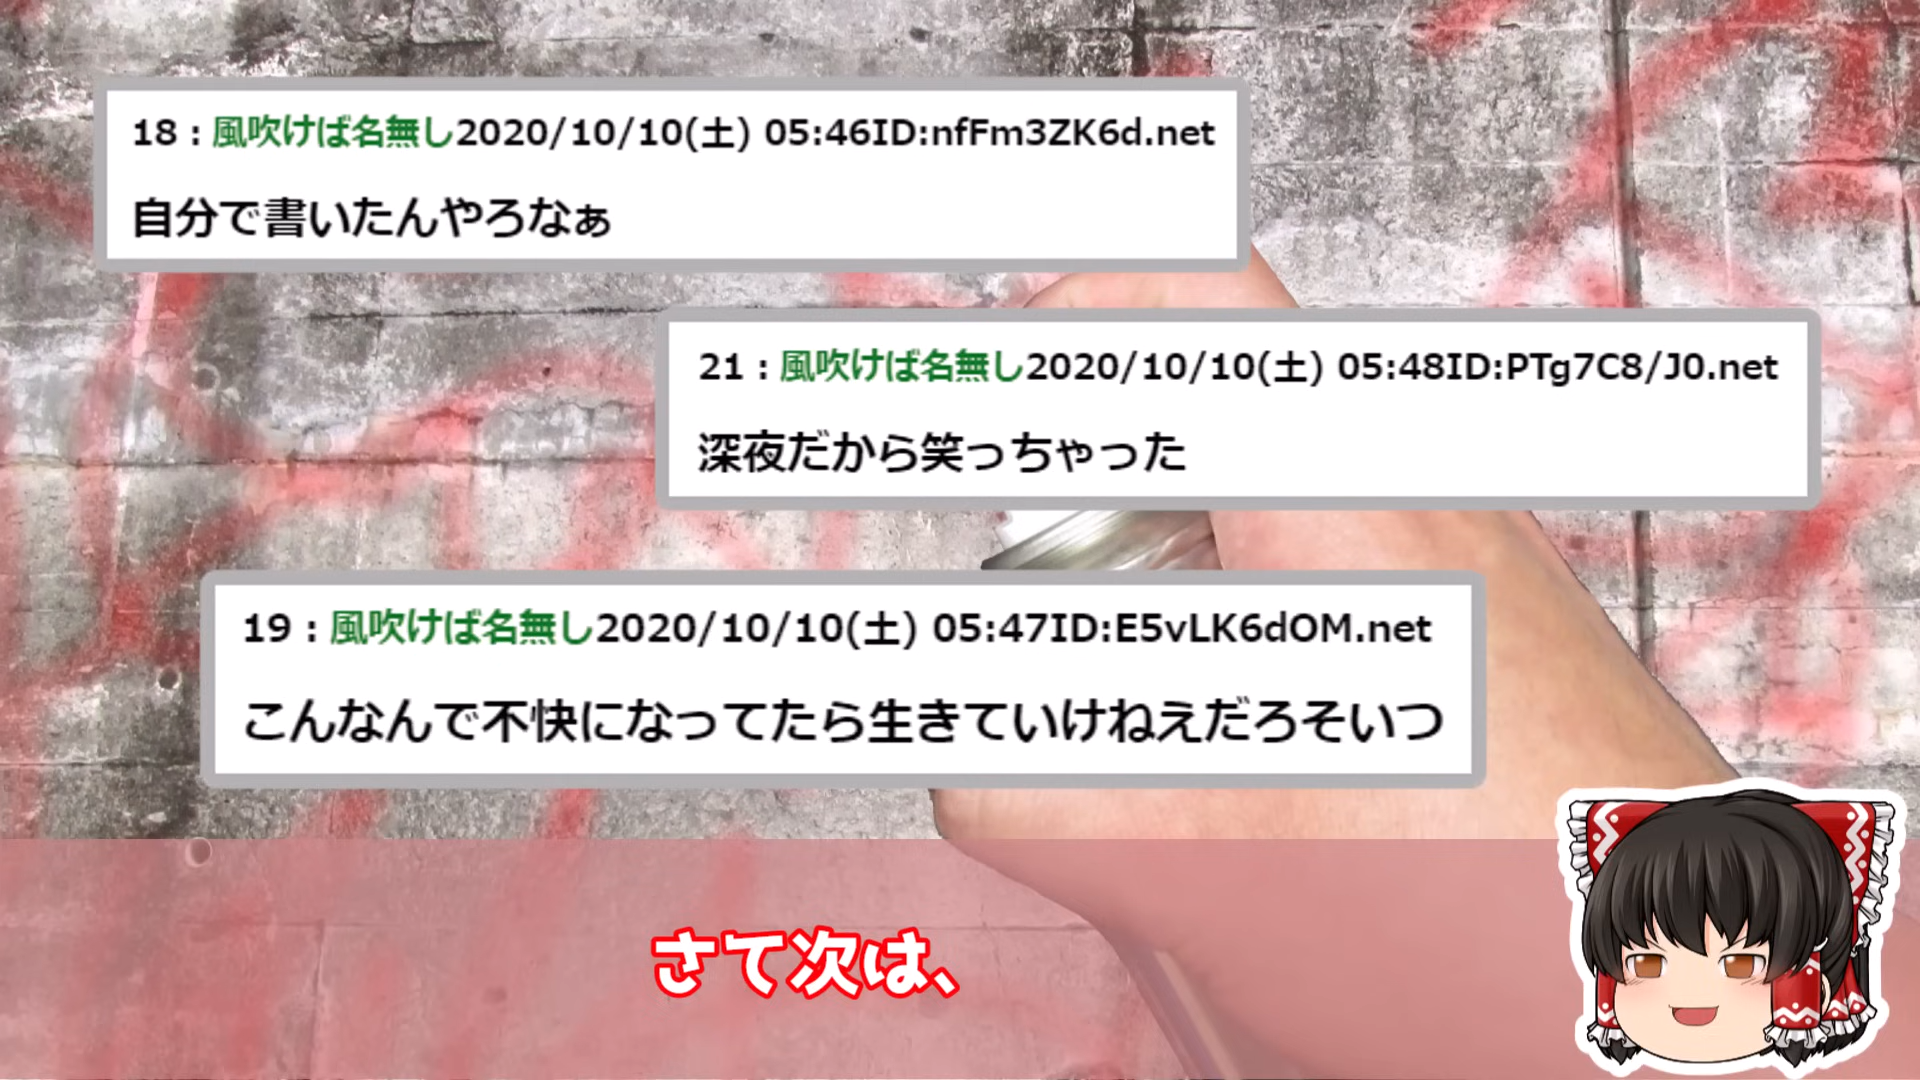 18 : 風吹けば名無し2020/10/10(土) 05:46ID:nfFm3ZK6d.net
自分で書いたんやろなぁ
21 : 風吹けば名無し2020/10/10(土) 05:48ID:PTg7C8/J0.net
深夜だから笑っちゃった
19 : 風吹けば名無し2020/10/10(土) 05:47ID:E5vLK6dOM.net
こんなんで不快になってたら生きていけねえだろそいつ
さて次は、